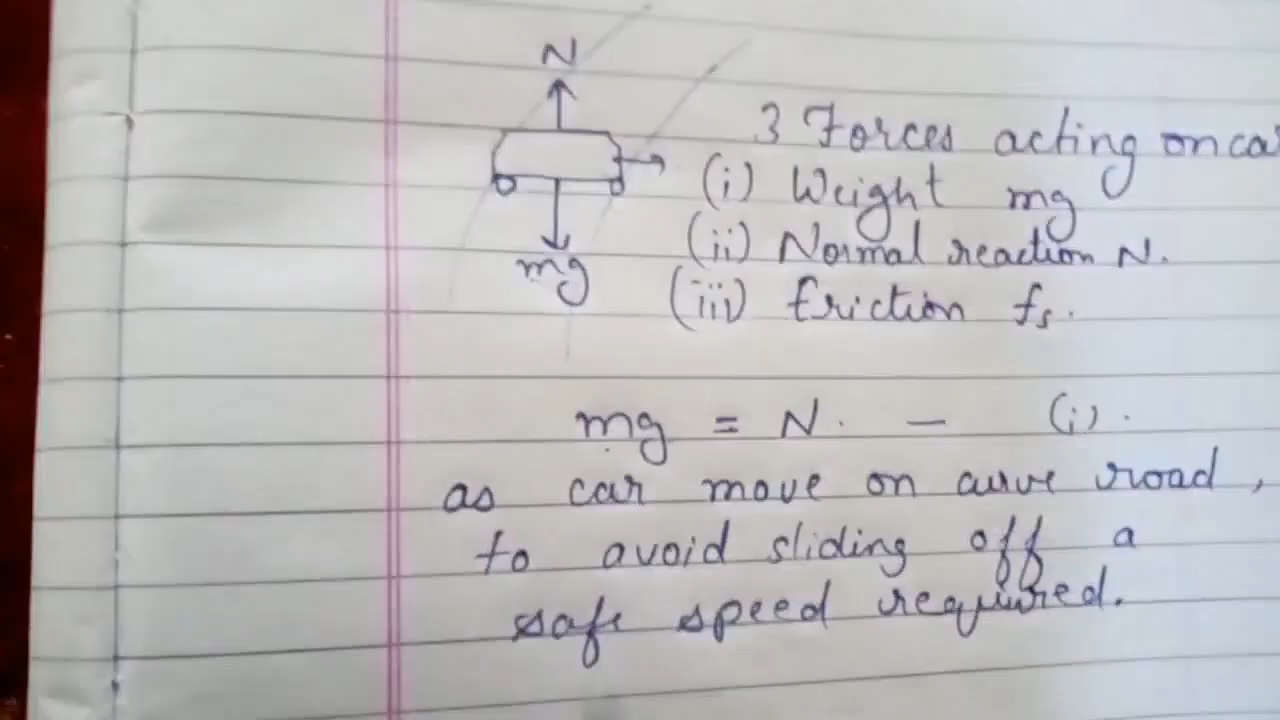 N
3 Forces acting on ca
(i) Weight mg
mg
(ii) Normal reaction N.
(iii) friction fs.
mg = N. - (i).
as car move on curve road,
to avoid sliding off a
safe speed required.